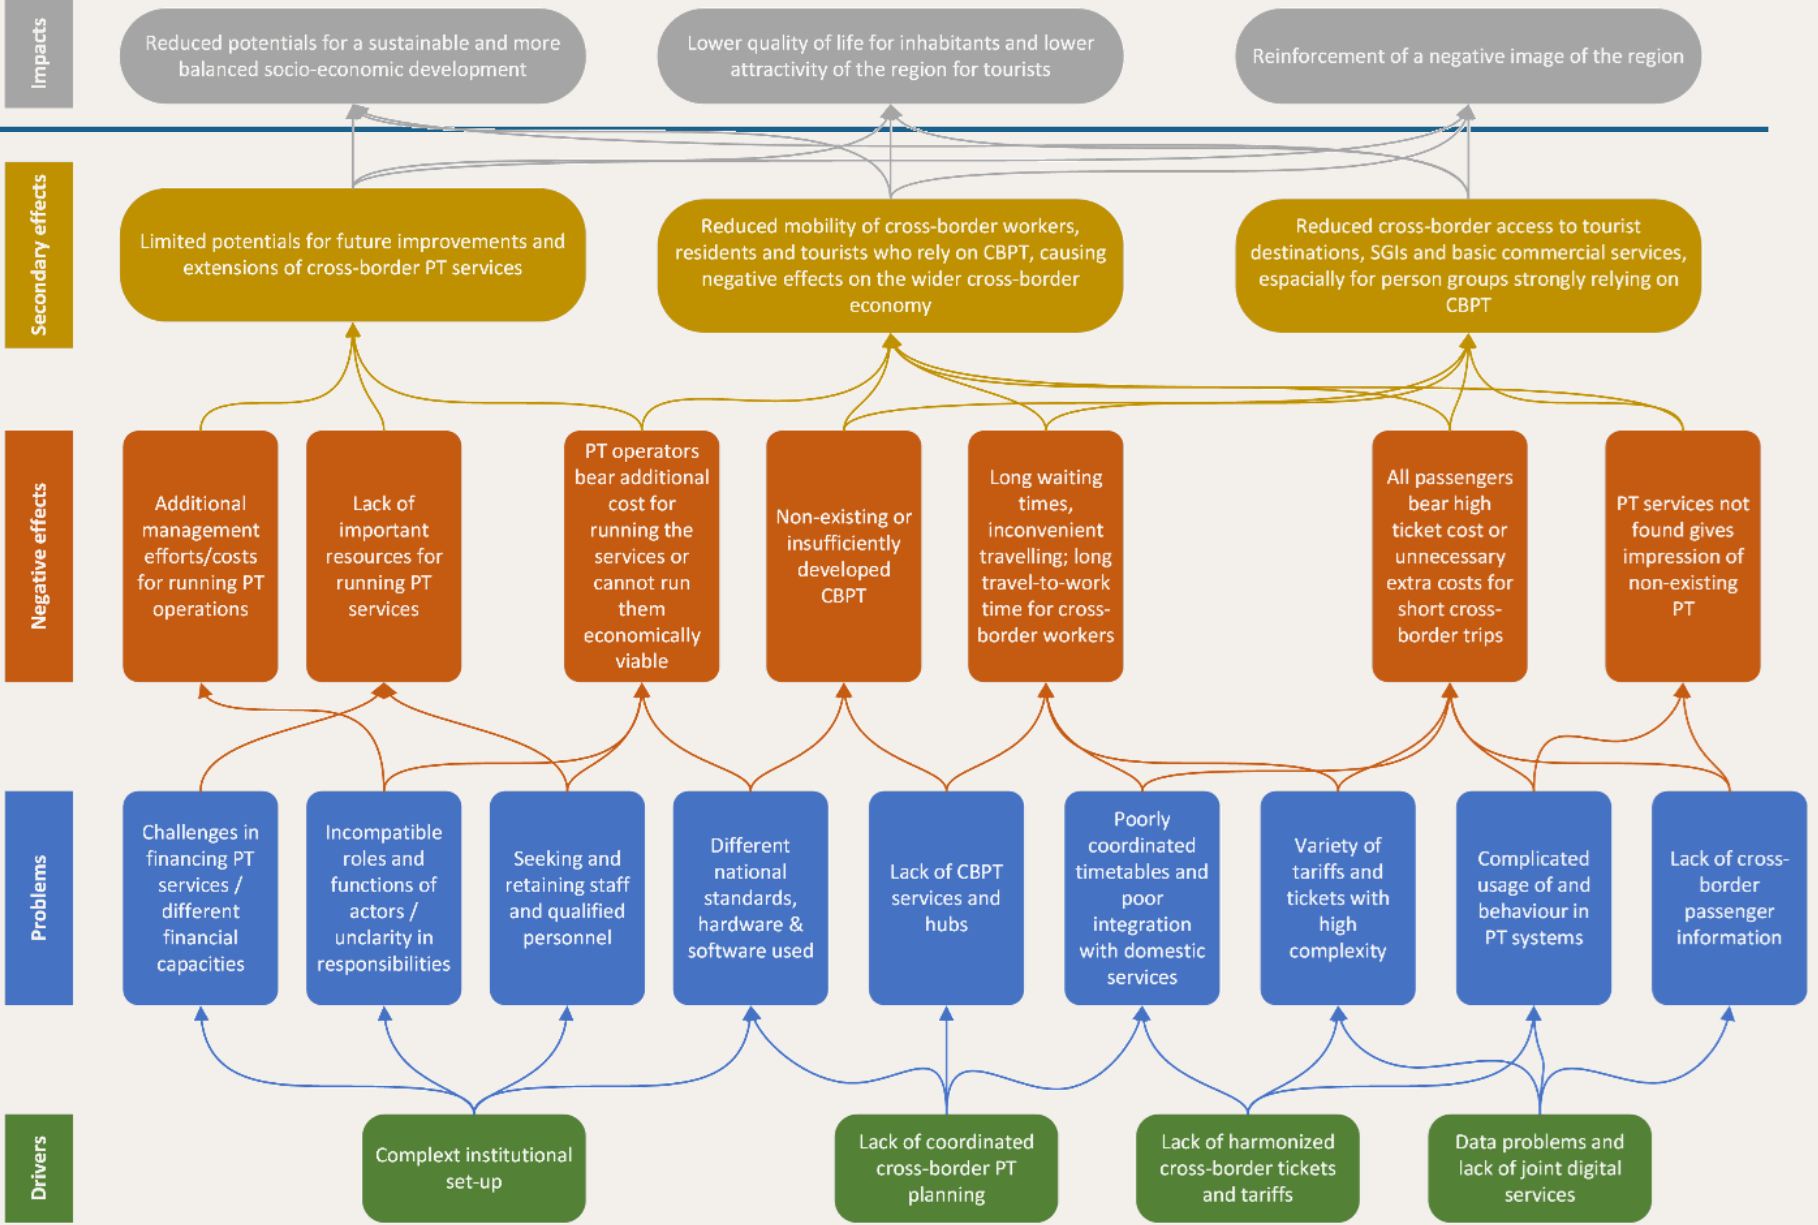 Impacts
Reduced potentials for a sustainable and more
balanced socio-economic development
Lower quality of life for inhabitants and lower
attractivity of the region for tourists
Reinforcement of a negative image of the region
Secondary effects
Limited potentials for future improvements and
extensions of cross-border PT services
Reduced mobility of cross-border workers,
residents and tourists who rely on CBPT, causing
negative effects on the wider cross-border
economy
Reduced cross-border access to tourist
destinations, SGIs and basic commercial services,
espacially for person groups strongly relying on
CBPT
Negative effects
Additional
management
efforts/costs
for running PT
operations
Lack of
important
resources for
running PT
services
PT operators
bear additional
cost for
running the
services or
cannot run
them
economically
viable
Non-existing or
insufficiently
developed
CBPT
Long waiting
times,
inconvenient
travelling; long
travel-to-work
time for cross-
border workers
All passengers
bear high
ticket cost or
unnecessary
extra costs for
short cross-
border trips
PT services not
found gives
impression of
non-existing
PT
Problems
Challenges in
financing PT
services /
different
financial
capacities
Incompatible
roles and
functions of
actors /
unclarity in
responsibilities
Seeking and
retaining staff
and qualified
personnel
Different
national
standards,
hardware &
software used
Lack of CBPT
services and
hubs
Poorly
coordinated
timetables and
poor
integration
with domestic
services
Variety of
tariffs and
tickets with
high
complexity
Complicated
usage of and
behaviour in
PT systems
Lack of cross-
border
passenger
information
Drivers
Complext institutional
set-up
Lack of coordinated
cross-border PT
planning
Lack of harmonized
cross-border tickets
and tariffs
Data problems and
lack of joint digital
services